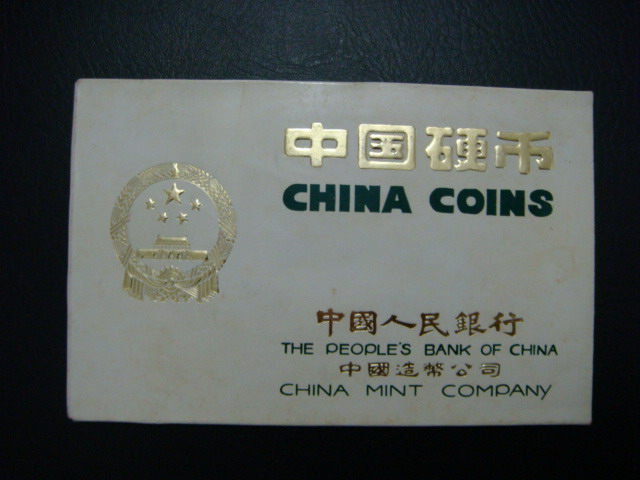 中国硬币
CHINA COINS
中國人民銀行
THE PEOPLE'S BANK OF CHINA
中國造幣公司
CHINA MINT COMPANY